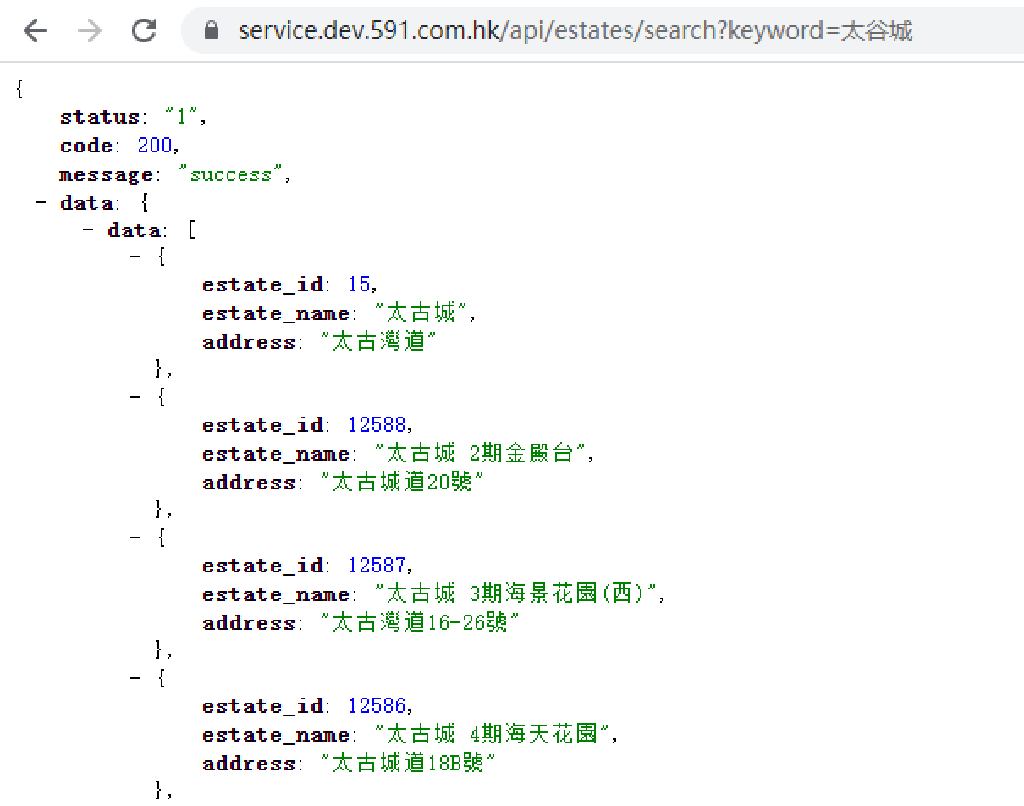 service.dev.591.com.hk/api/estates/search?keyword=太谷城
{
status: "1",
code: 200,
message: "success",
- data: {
- data: [
- {
estate_id: 15,
estate_name: "太古城",
address: "太古灣道"
},
- {
estate_id: 12588,
estate_name: "太古城 2期金殿台",
address: "太古城道20號"
},
- {
estate_id: 12587,
estate_name: "太古城 3期海景花園(西)",
address: "太古灣道16-26號"
},
- {
estate_id: 12586,
estate_name: "太古城 4期海天花園",
address: "太古城道18B號"
},